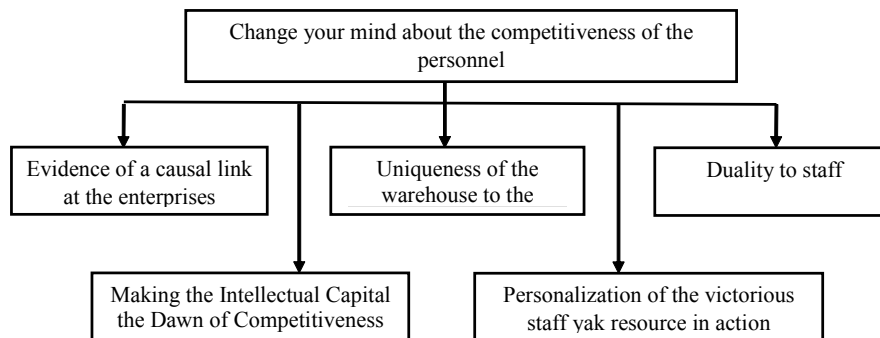 Change your mind about the competitiveness of the
personnel
Evidence of a causal link
at the enterprises
Uniqueness of the
warehouse to the
Duality to staff
Making the Intellectual Capital
the Dawn of Competitiveness
Personalization of the victorious
staff yak resource in action